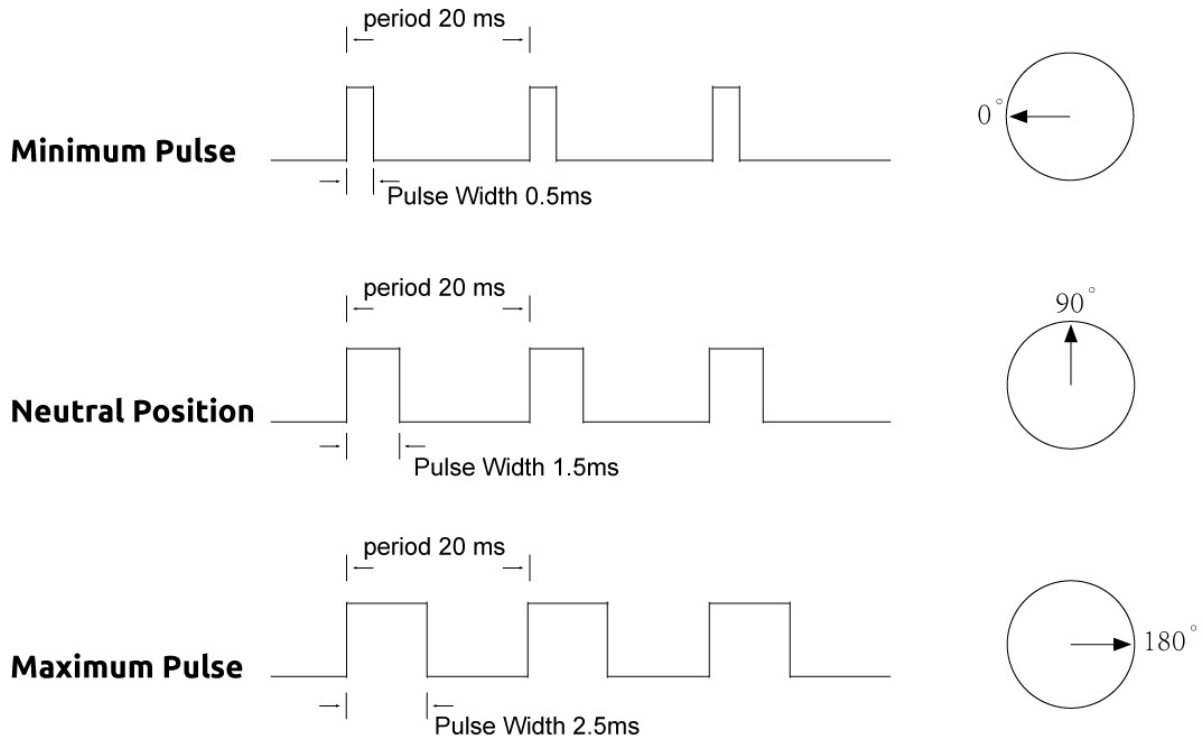 period 20 ms
0°
Minimum Pulse
Pulse Width 0.5ms
period 20 ms
90°
Neutral Position
Pulse Width 1.5ms
period 20 ms
180°
Maximum Pulse
Pulse Width 2.5ms